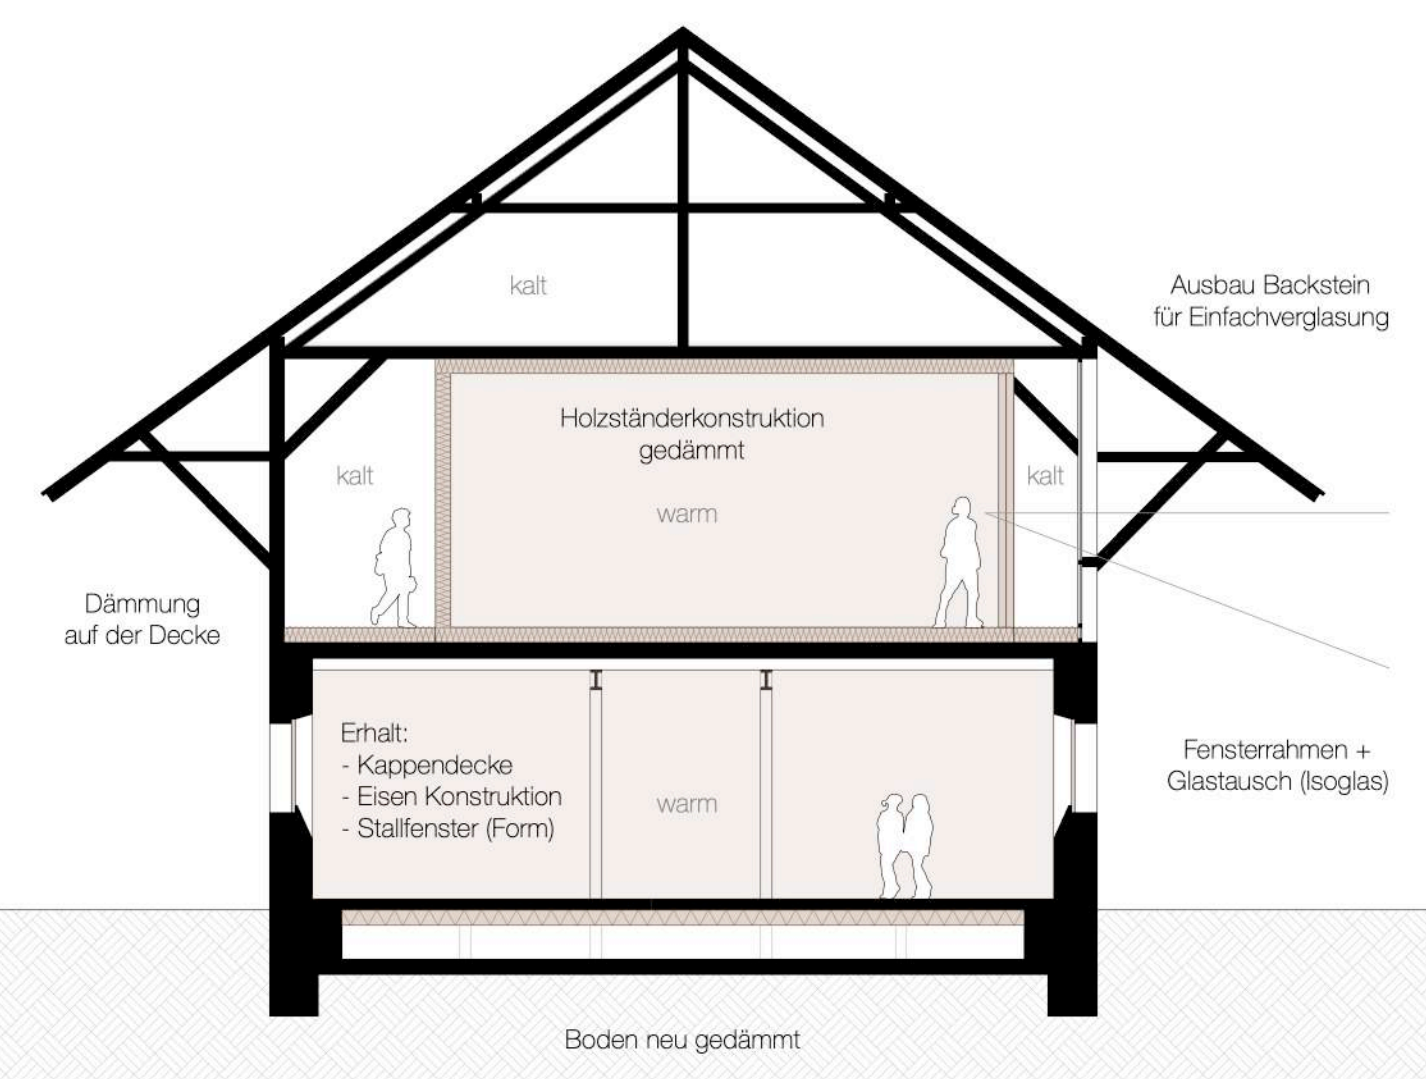 kalt
Ausbau Backstein
für Einfachverglasung
Holzständerkonstruktion
gedämmt
kalt
warm
kalt
Dämmung
auf der Decke
Erhalt:
- Kappendecke
- Eisen Konstruktion
- Stallfenster (Form)
warm
Fensterrahmen +
Glastausch (Isoglas)
Boden neu gedämmt